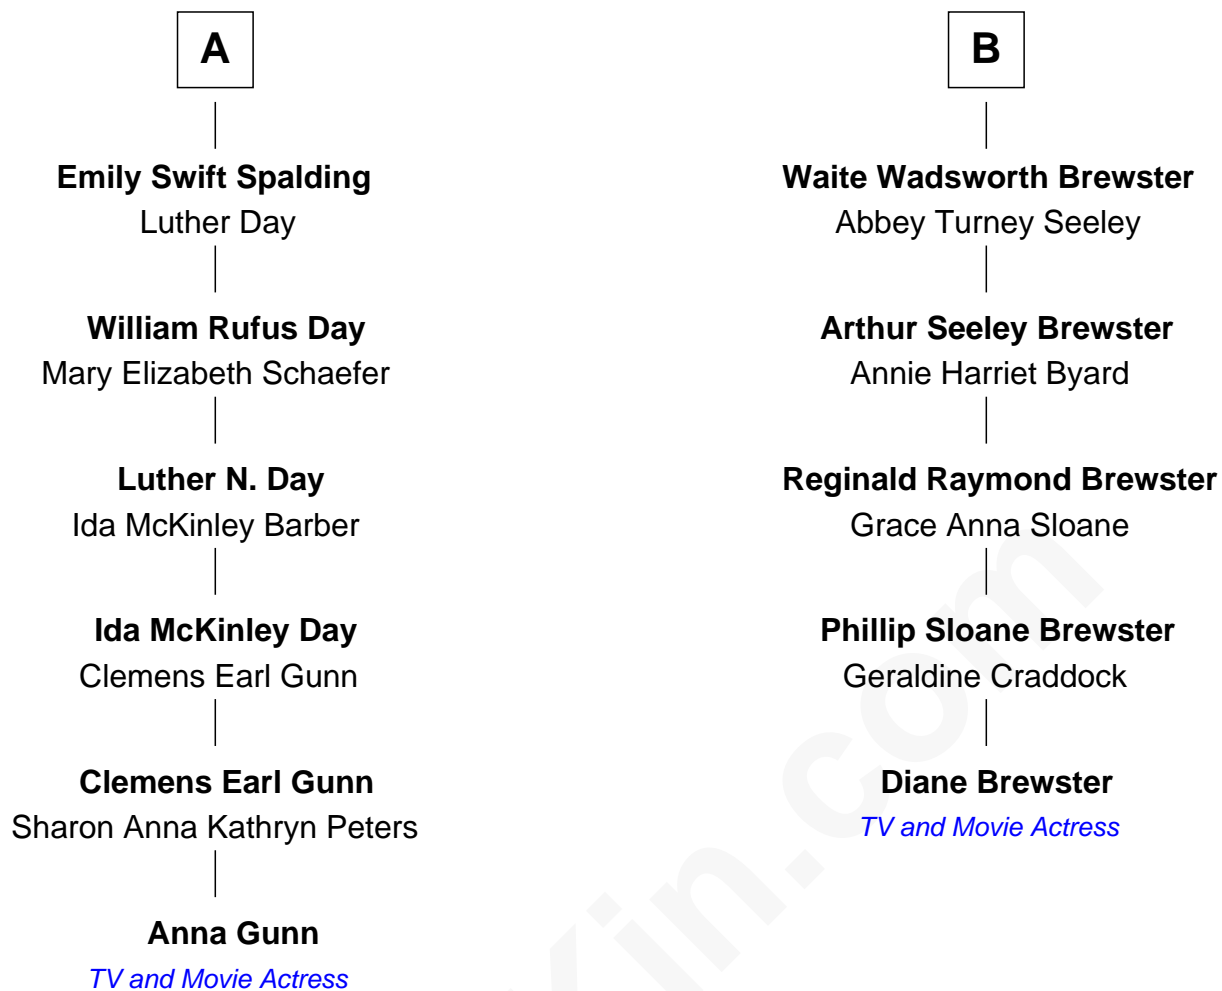 A
Emily Swift Spalding
Luther Day
William Rufus Day
Mary Elizabeth Schaefer
Luther N. Day
Ida McKinley Barber
Ida McKinley Day
Clemens Earl Gunn
Clemens Earl Gunn
Sharon Anna Kathryn Peters
Anna Gunn
TV and Movie Actress
B
Waite Wadsworth Brewster
Abbey Turney Seeley
Arthur Seeley Brewster
Annie Harriet Byard
Reginald Raymond Brewster
Grace Anna Sloane
Phillip Sloane Brewster
Geraldine Craddock
Diane Brewster
TV and Movie Actress
Kin.com